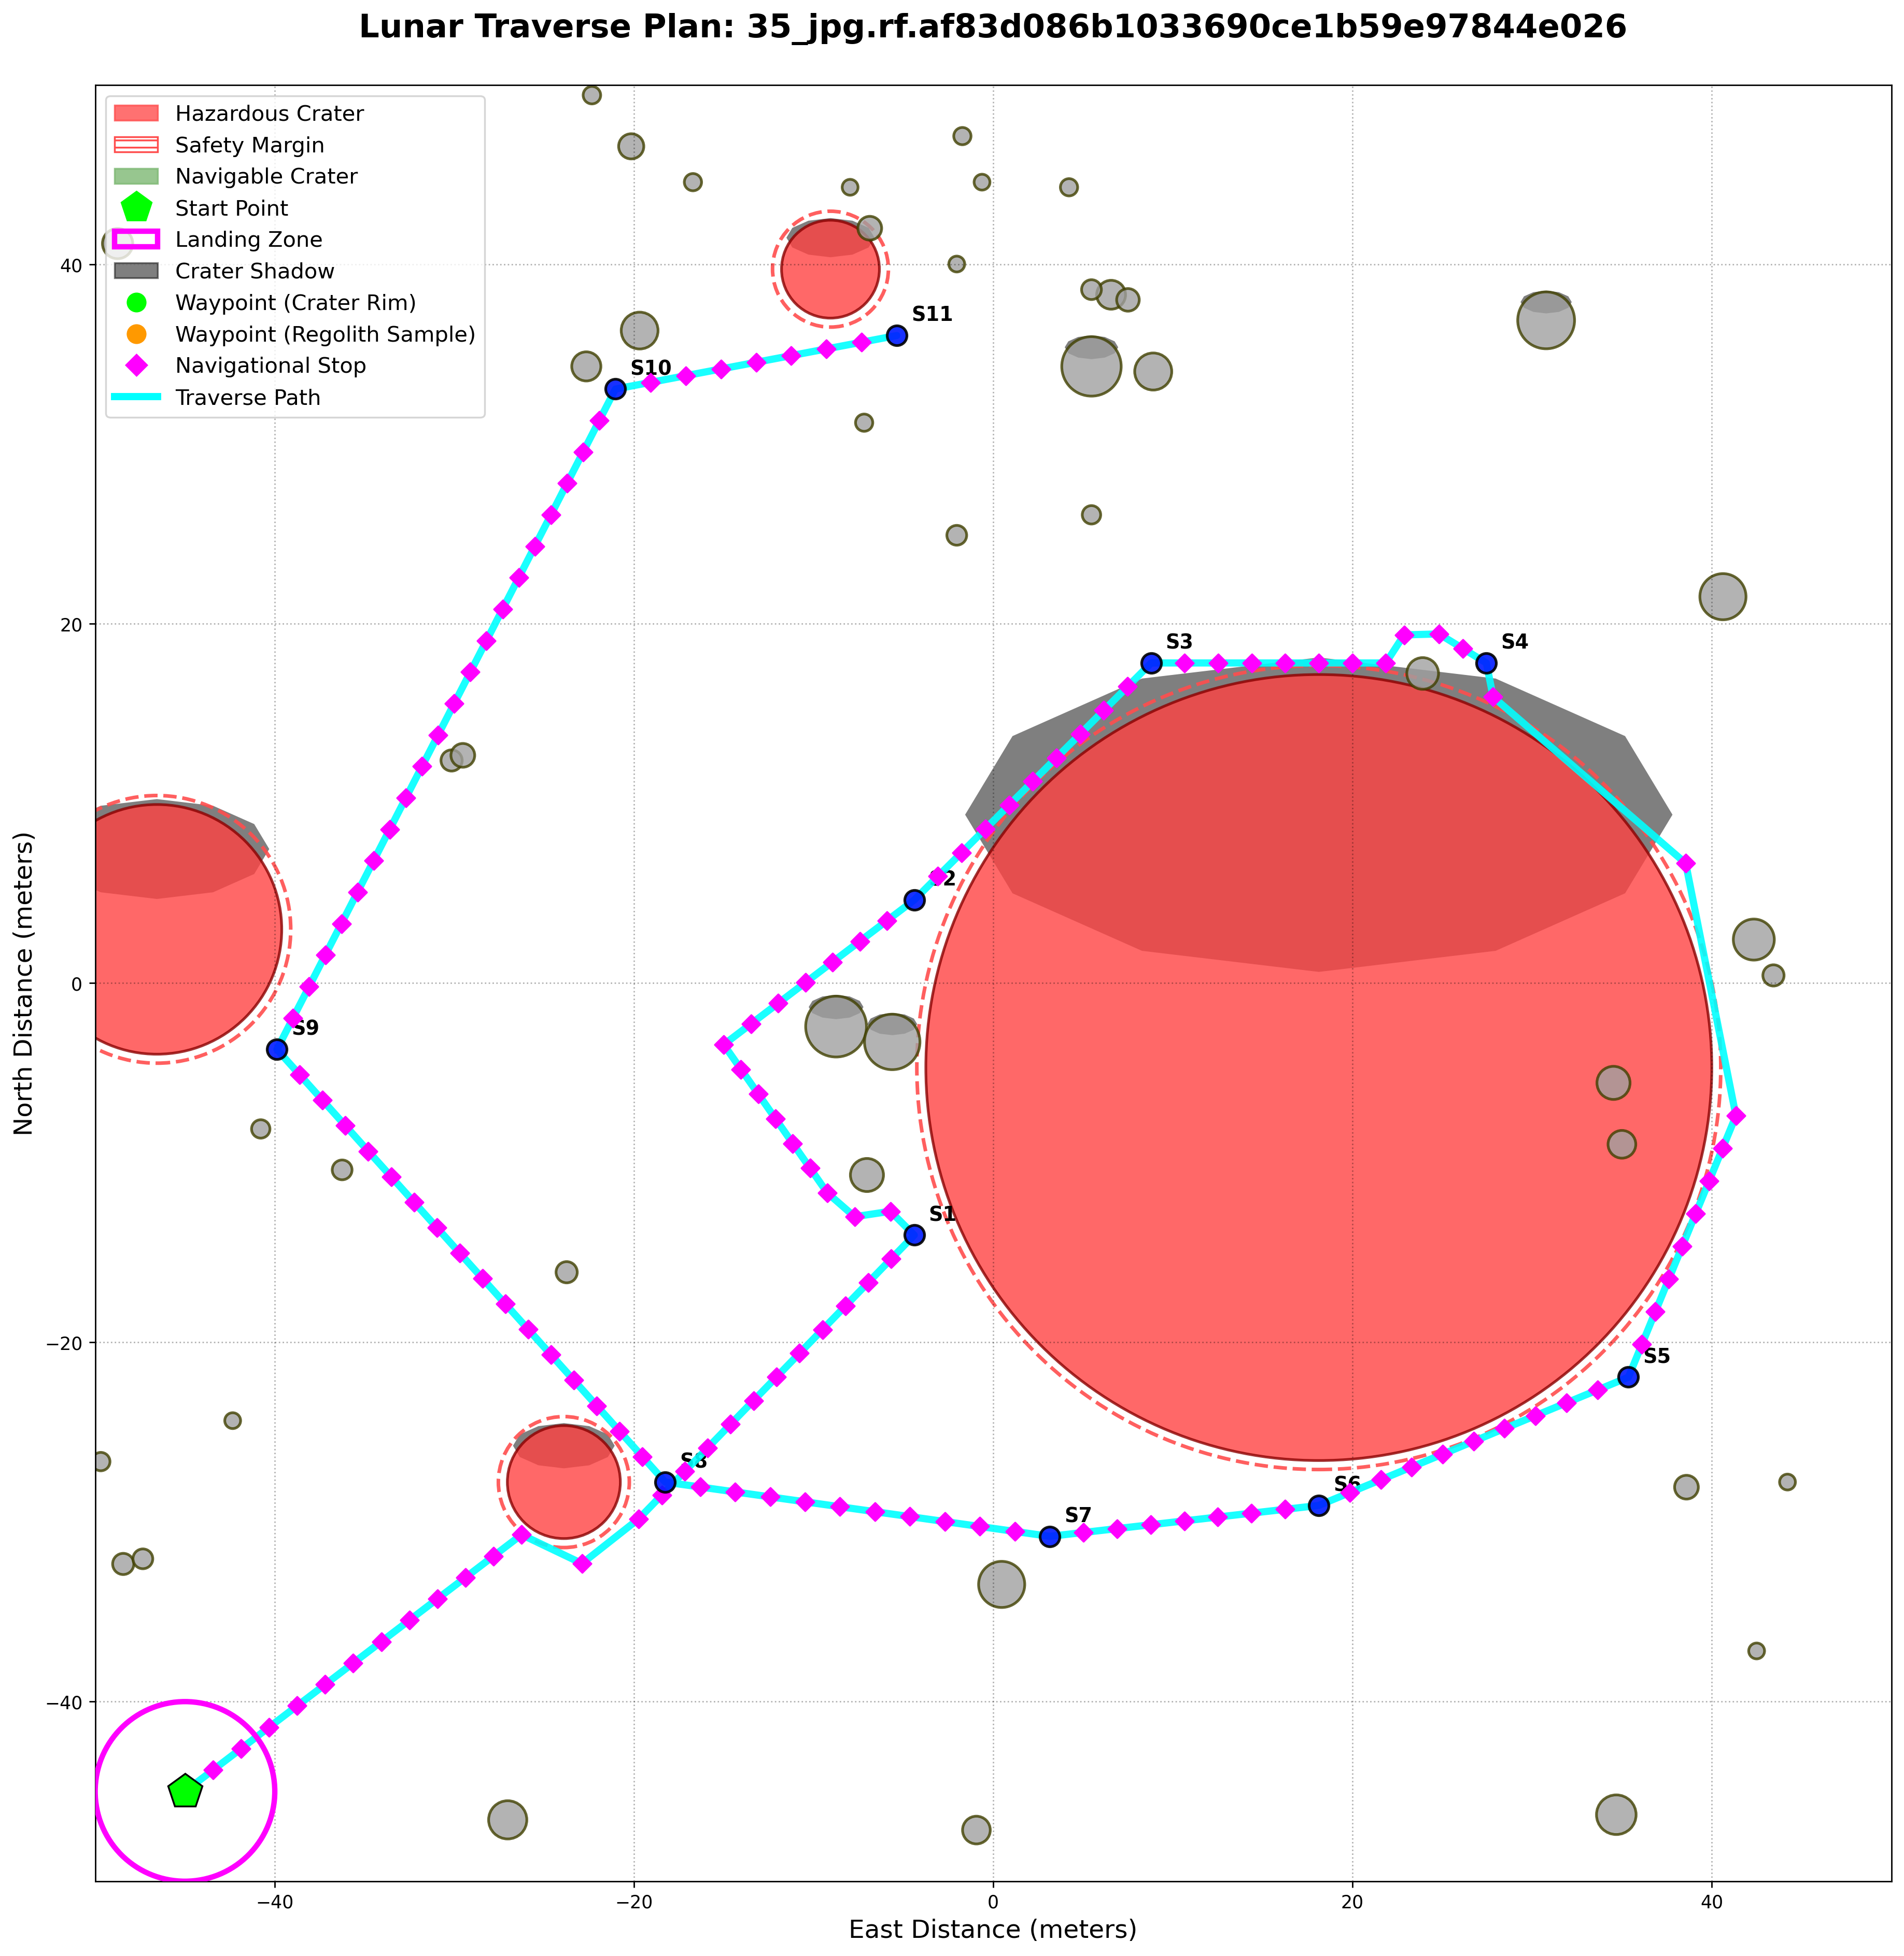 Lunar Traverse Plan: 35_jpg.rf.af83d086b1033690ce1b59e97844e026
Hazardous Crater
Safety Margin
Navigable Crater
Start Point
Landing Zone
Crater Shadow
Waypoint (Crater Rim)
Waypoint (Regolith Sample)
Navigational Stop
Traverse Path
S11
S10
S3
S4
S2
S9
S1
S5
S8
S6
S7
40
20
0
−20
−40
North Distance (meters)
−40
−20
0
20
40
East Distance (meters)